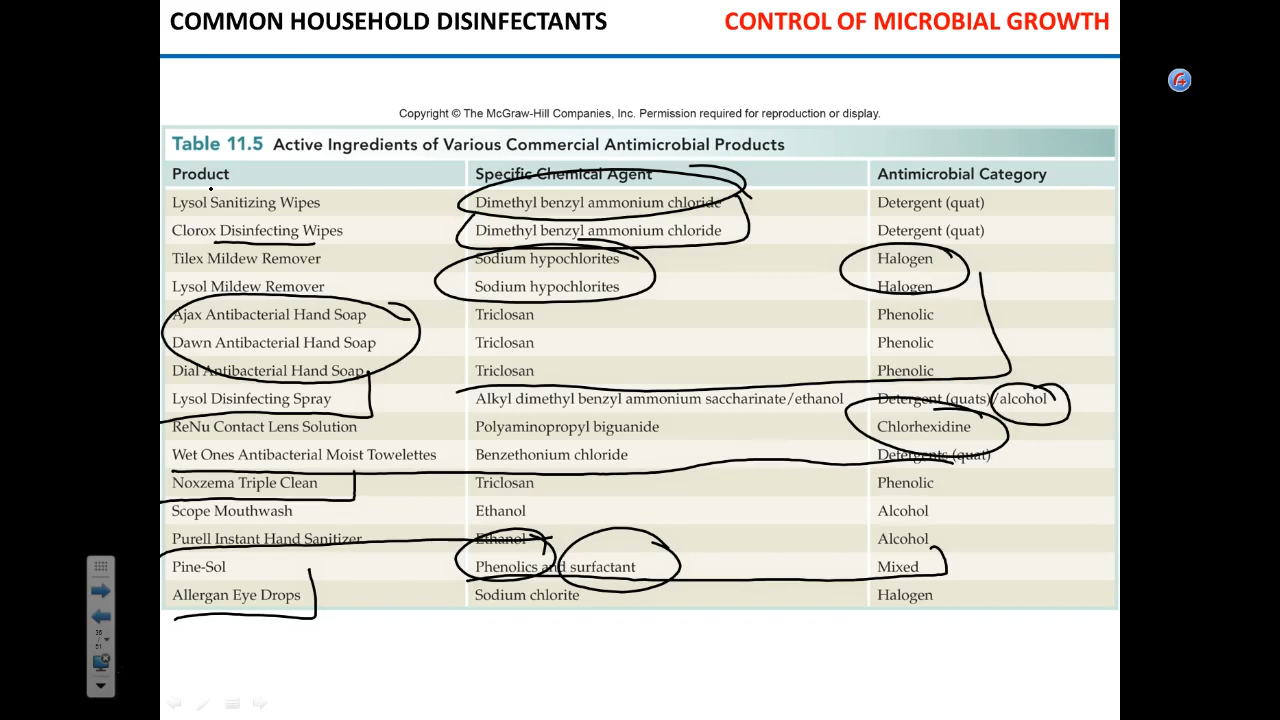 COMMON HOUSEHOLD DISINFECTANTS CONTROL OF MICROBIAL GROWTH
Copyright © The McGraw-Hill Companies, Inc. Permission required for reproduction or display.
Table 11.5 Active Ingredients of Various Commercial Antimicrobial Products
Product Specific Chemical Agent Antimicrobial Category
Lysol Sanitizing Wipes Dimethyl benzyl ammonium chloride Detergent (quat)
Clorox Disinfecting Wipes Dimethyl benzyl ammonium chloride Detergent (quat)
Tilex Mildew Remover Sodium hypochlorites Halogen
Lysol Mildew Remover Sodium hypochlorites Halogen
Ajax Antibacterial Hand Soap Triclosan Phenolic
Dawn Antibacterial Hand Soap Triclosan Phenolic
Dial Antibacterial Hand Soap Triclosan Phenolic
Lysol Disinfecting Spray Alkyl dimethyl benzyl ammonium saccharinate/ethanol Detergent (quats)/alcohol
ReNu Contact Lens Solution Polyaminopropyl biguanide Chlorhexidine
Wet Ones Antibacterial Moist Towelettes Benzethonium chloride Detergents (quat)
Noxzema Triple Clean Triclosan Phenolic
Scope Mouthwash Ethanol Alcohol
Purell Instant Hand Sanitizer Ethanol Alcohol
Pine-Sol Phenolics and surfactant Mixed
Allergan Eye Drops Sodium chlorite Halogen
35
/
51